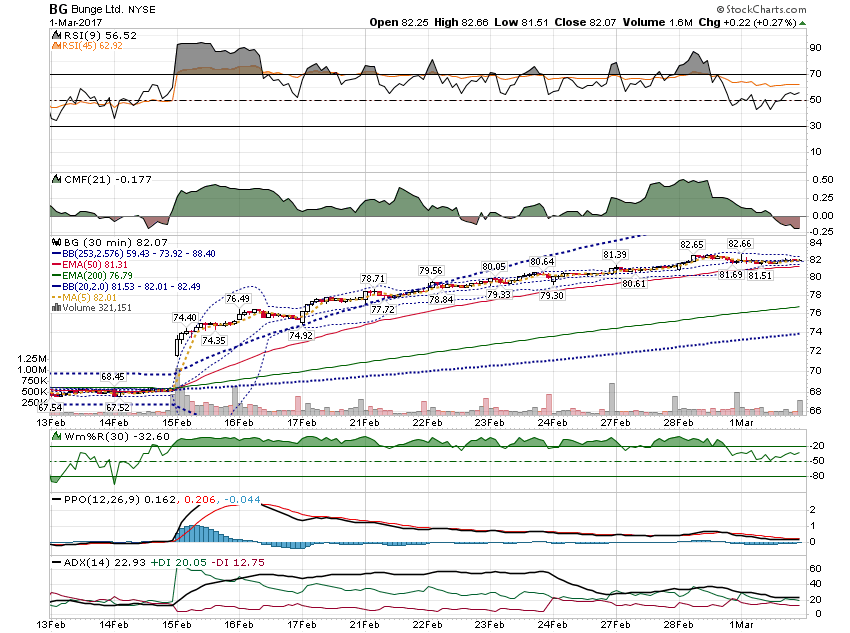 BG Bunge Ltd. NYSE
© StockCharts.com
1-Mar-2017
Open 82.25 High 82.66 Low 81.51 Close 82.07 Volume 1.6M Chg +0.22 (+0.27%)
RSI(9) 56.52
RSI(45) 62.92
90
70
50
30
10
CMF(21) -0.177
0.50
0.25
0.00
-0.25
BG (30 min) 82.07
BB(253,2.576) 59.43 - 73.92 - 88.40
EMA(50) 81.31
EMA(200) 76.79
BB(20,2.0) 81.53 - 82.01 - 82.49
MA(5) 82.01
Volume 321,151
84
82
80
78
76
74
72
70
68
66
1.25M
1.00M
750K
500K
250K
67.54
68.45
67.52
74.40
74.35
76.49
74.92
78.71
77.72
79.56
78.84
80.05
79.33
80.64
79.30
81.39
80.61
82.65
81.69
82.66
81.51
13Feb 14Feb 15Feb 16Feb 17Feb 21Feb 22Feb 23Feb 24Feb 27Feb 28Feb 1Mar
Wm%R(30) -32.60
-20
-50
-80
PPO(12,26,9) 0.162, 0.206, -0.044
2
1
0
ADX(14) 22.93 +DI 20.05 -DI 12.75
60
40
20
0
13Feb 14Feb 15Feb 16Feb 17Feb 21Feb 22Feb 23Feb 24Feb 27Feb 28Feb 1Mar